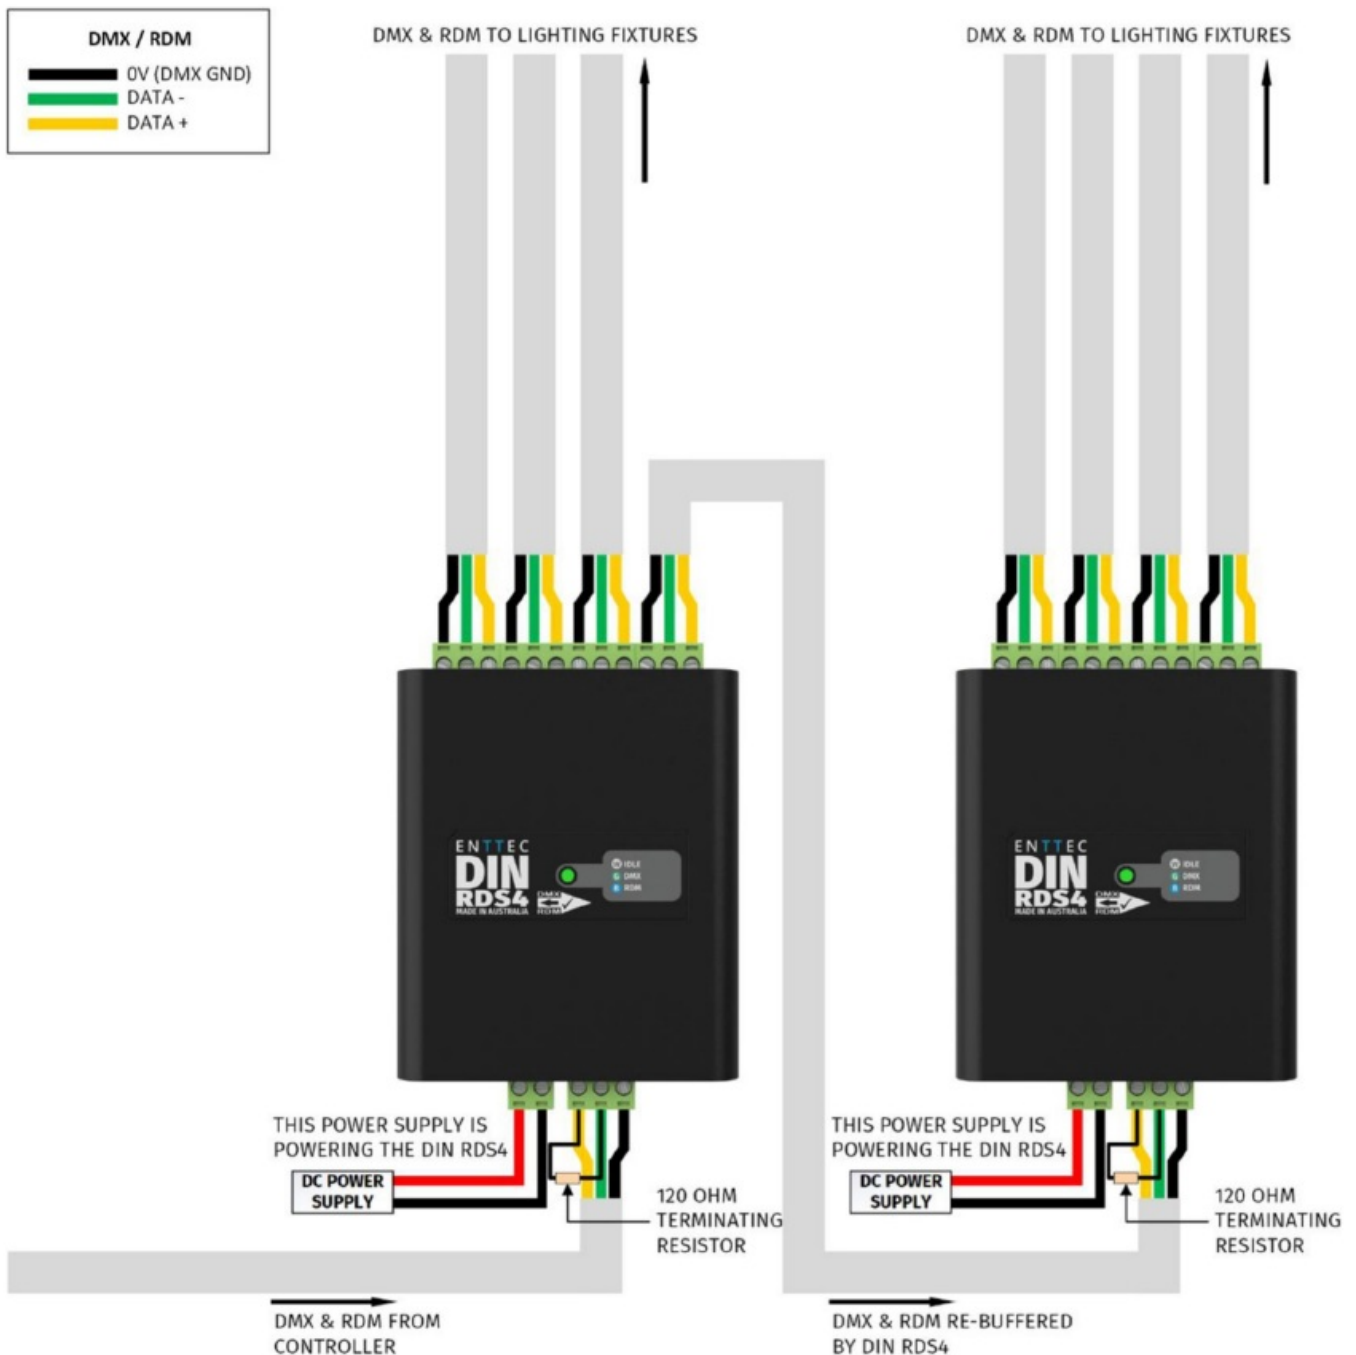 DMX / RDM
0V (DMX GND)
DATA -
DATA +
DMX & RDM TO LIGHTING FIXTURES
DMX & RDM TO LIGHTING FIXTURES
ENTTEC
DIN
RDS4
MADE IN AUSTRALIA
DMX
RDM
W IDLE
G DMX
B RDM
ENTTEC
DIN
RDS4
MADE IN AUSTRALIA
DMX
RDM
W IDLE
G DMX
B RDM
THIS POWER SUPPLY IS
POWERING THE DIN RDS4
DC POWER
SUPPLY
120 OHM
TERMINATING
RESISTOR
THIS POWER SUPPLY IS
POWERING THE DIN RDS4
DC POWER
SUPPLY
120 OHM
TERMINATING
RESISTOR
DMX & RDM FROM
CONTROLLER
DMX & RDM RE-BUFFERED
BY DIN RDS4